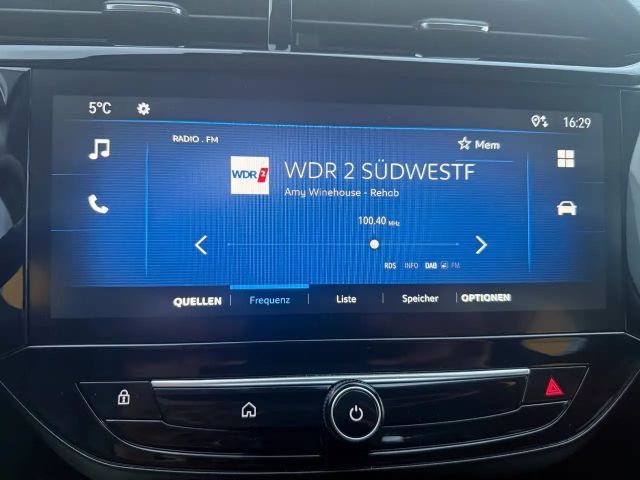 5°C
16:29
RADIO . FM
Mem
WDR 2
WDR 2 SÜDWESTF
Amy Winehouse - Rehab
100.40 MHz
RDS INFO DAB FM
QUELLEN Frequenz Liste Speicher OPTIONEN